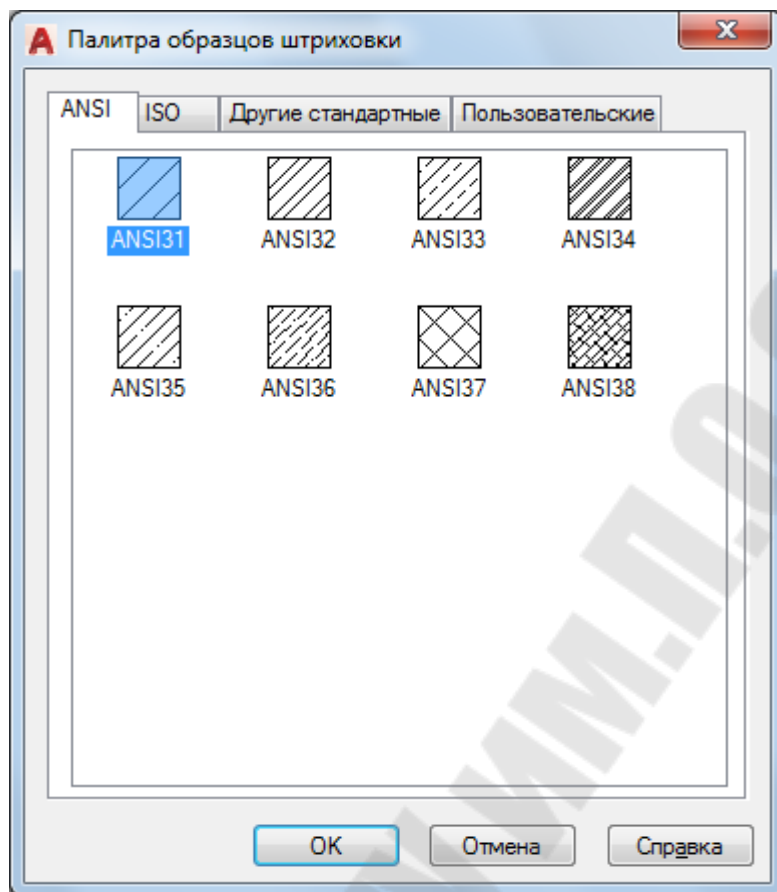 Палитра образцов штриховки
ANSI ISO Другие стандартные Пользовательские
ANSI31 ANSI32 ANSI33 ANSI34
ANSI35 ANSI36 ANSI37 ANSI38
OK Отмена Справка